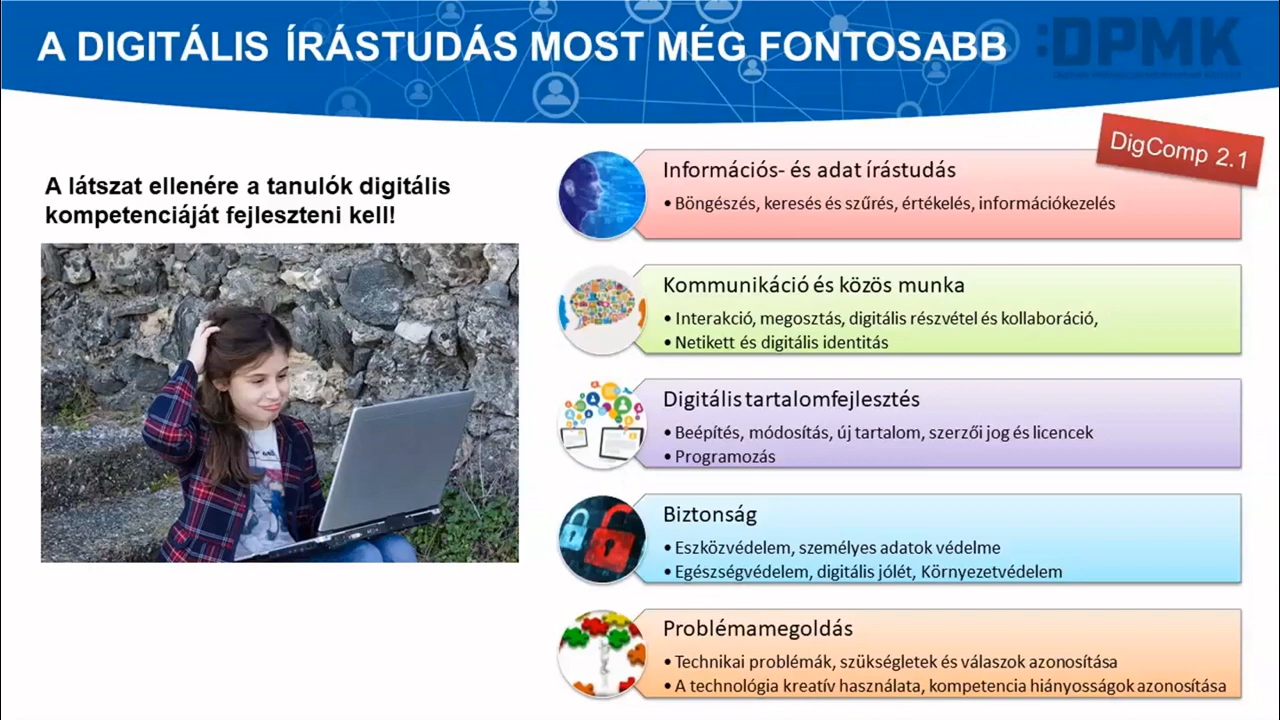 A DIGITÁLIS ÍRÁSTUDÁS MOST MÉG FONTOSABB
:DPMK
DigComp 2.1
A látszat ellenére a tanulók digitális
kompetenciáját fejleszteni kell!
Információs- és adat írástudás
• Böngészés, keresés és szűrés, értékelés, információkezelés
Kommunikáció és közös munka
• Interakció, megosztás, digitális részvétel és kollaboráció,
• Netikett és digitális identitás
Digitális tartalomfejlesztés
• Beépítés, módosítás, új tartalom, szerzői jog és licencek
• Programozás
Biztonság
• Eszközvédelem, személyes adatok védelme
• Egészségvédelem, digitális jólét, Környezetvédelem
Problémamegoldás
• Technikai problémák, szükségletek és válaszok azonosítása
• A technológia kreatív használata, kompetencia hiányosságok azonosítása